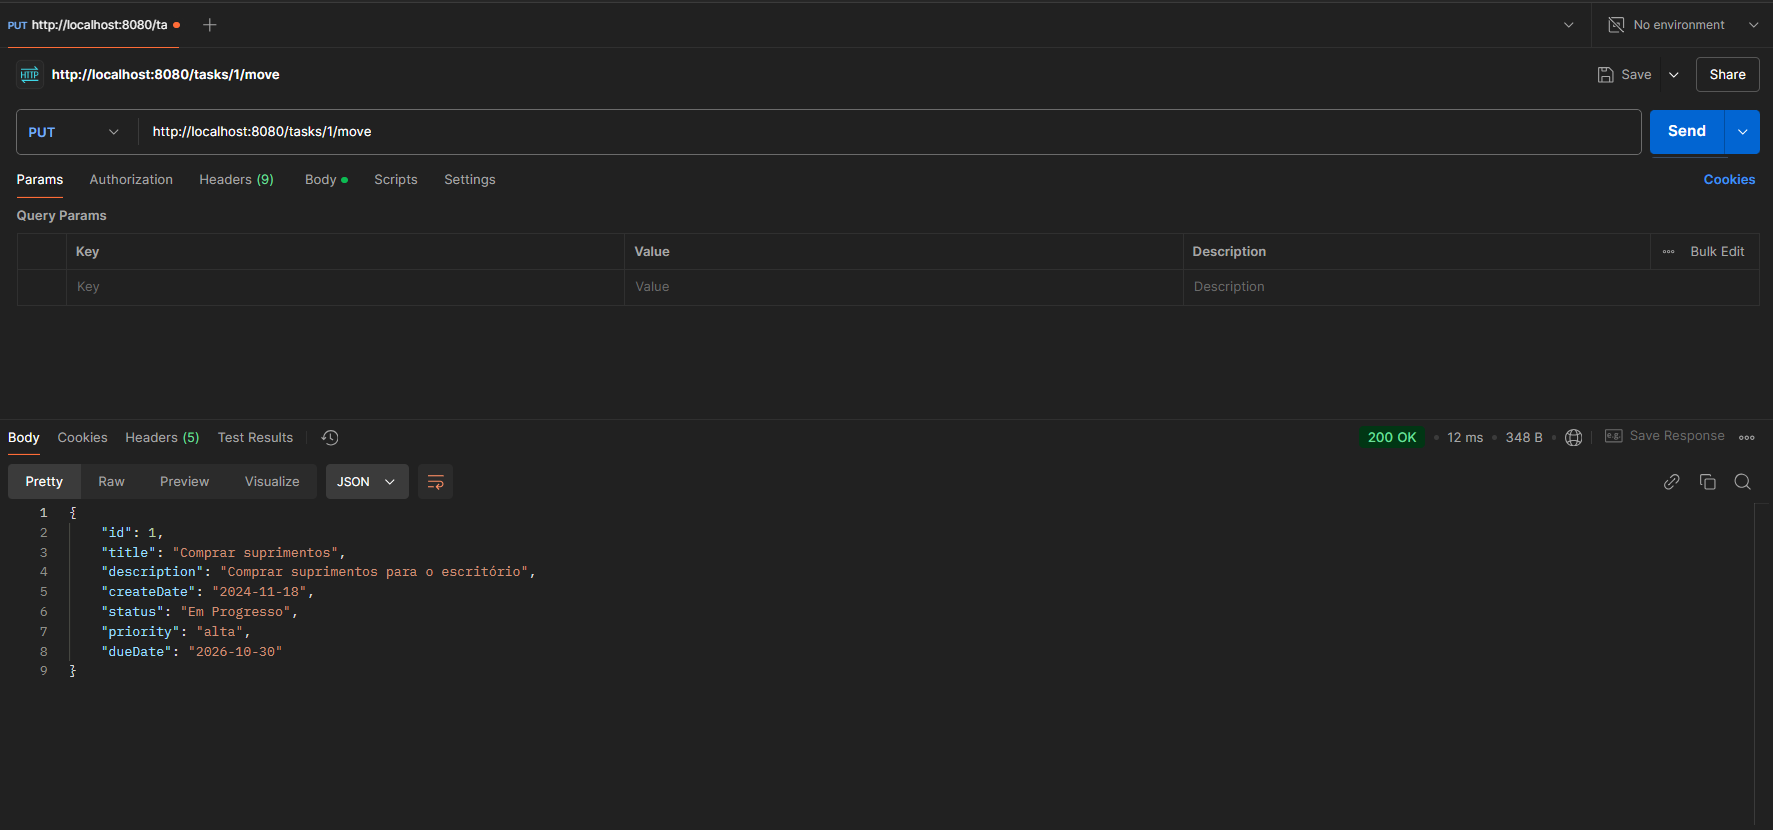 PUT http://localhost:8080/ta
No environment
HTTP http://localhost:8080/tasks/1/move
Save
Share
PUT http://localhost:8080/tasks/1/move
Send
Params Authorization Headers (9) Body Scripts Settings Cookies
Query Params
Key Value Description Bulk Edit
Key Value Description
Body Cookies Headers (5) Test Results
200 OK 12 ms 348 B e.g. Save Response
Pretty Raw Preview Visualize JSON
1 {
2 "id": 1,
3 "title": "Comprar suprimentos",
4 "description": "Comprar suprimentos para o escritório",
5 "createDate": "2024-11-18",
6 "status": "Em Progresso",
7 "priority": "alta",
8 "dueDate": "2026-10-30"
9 }